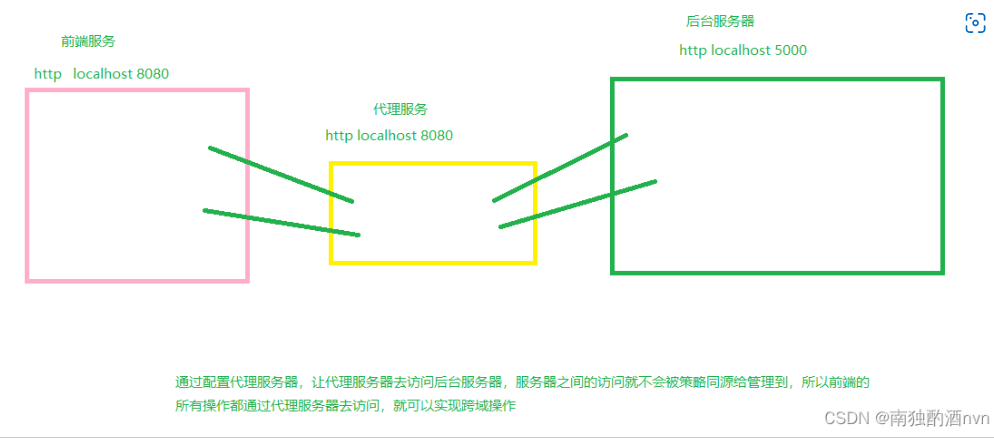 前端服务
http localhost 8080
代理服务
http localhost 8080
后台服务器
http localhost 5000
通过配置代理服务器，让代理服务器去访问后台服务器，服务器之间的访问就不会被策略同源给管理到，所以前端的
所有操作都通过代理服务器去访问，就可以实现跨域操作
CSDN @南独酌酒nvn